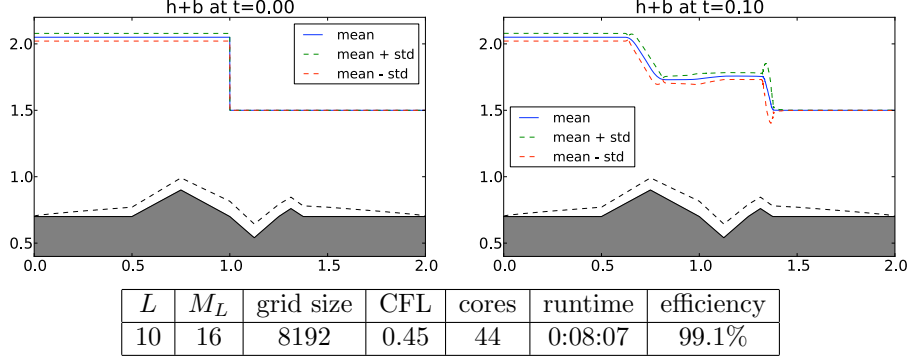 h+b at t=0.00
2.0
1.5
1.0
0.5
0.0 0.5 1.0 1.5 2.0
mean
mean + std
mean - std
h+b at t=0.10
2.0
1.5
1.0
0.5
0.0 0.5 1.0 1.5 2.0
mean
mean + std
mean - std
L M_L grid size CFL cores runtime efficiency
10 16 8192 0.45 44 0:08:07 99.1%